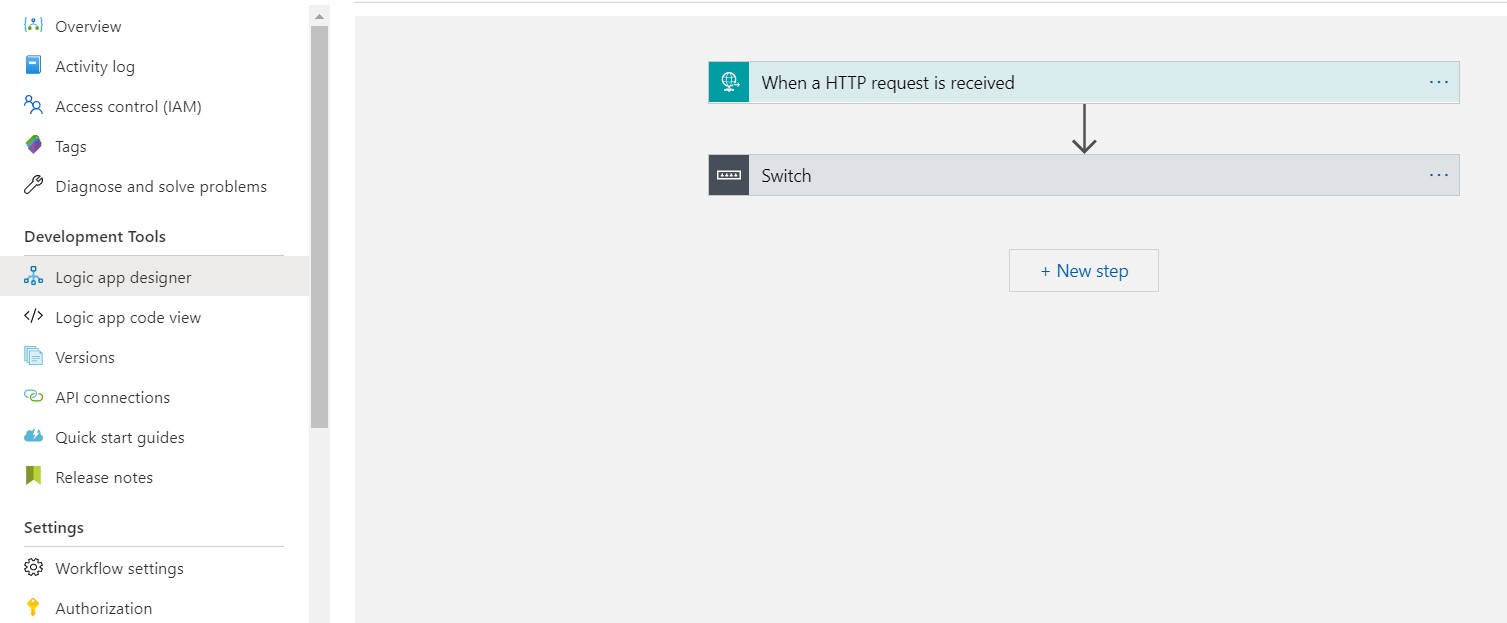 Overview
Activity log
Access control (IAM)
Tags
Diagnose and solve problems
Development Tools
Logic app designer
Logic app code view
Versions
API connections
Quick start guides
Release notes
Settings
Workflow settings
Authorization
When a HTTP request is received
Switch
+ New step